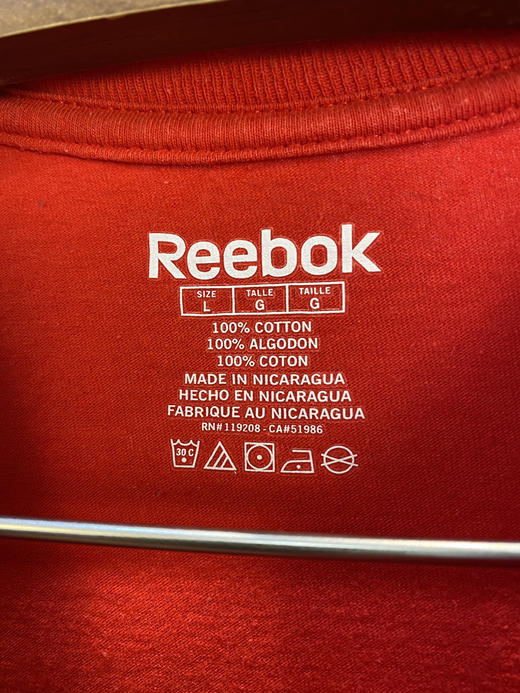 Reebok
SIZE TALLE TAILLE
L G G
100% COTTON
100% ALGODON
100% COTON
MADE IN NICARAGUA
HECHO EN NICARAGUA
FABRIQUE AU NICARAGUA
RN#119208 - CA#51986
30 C